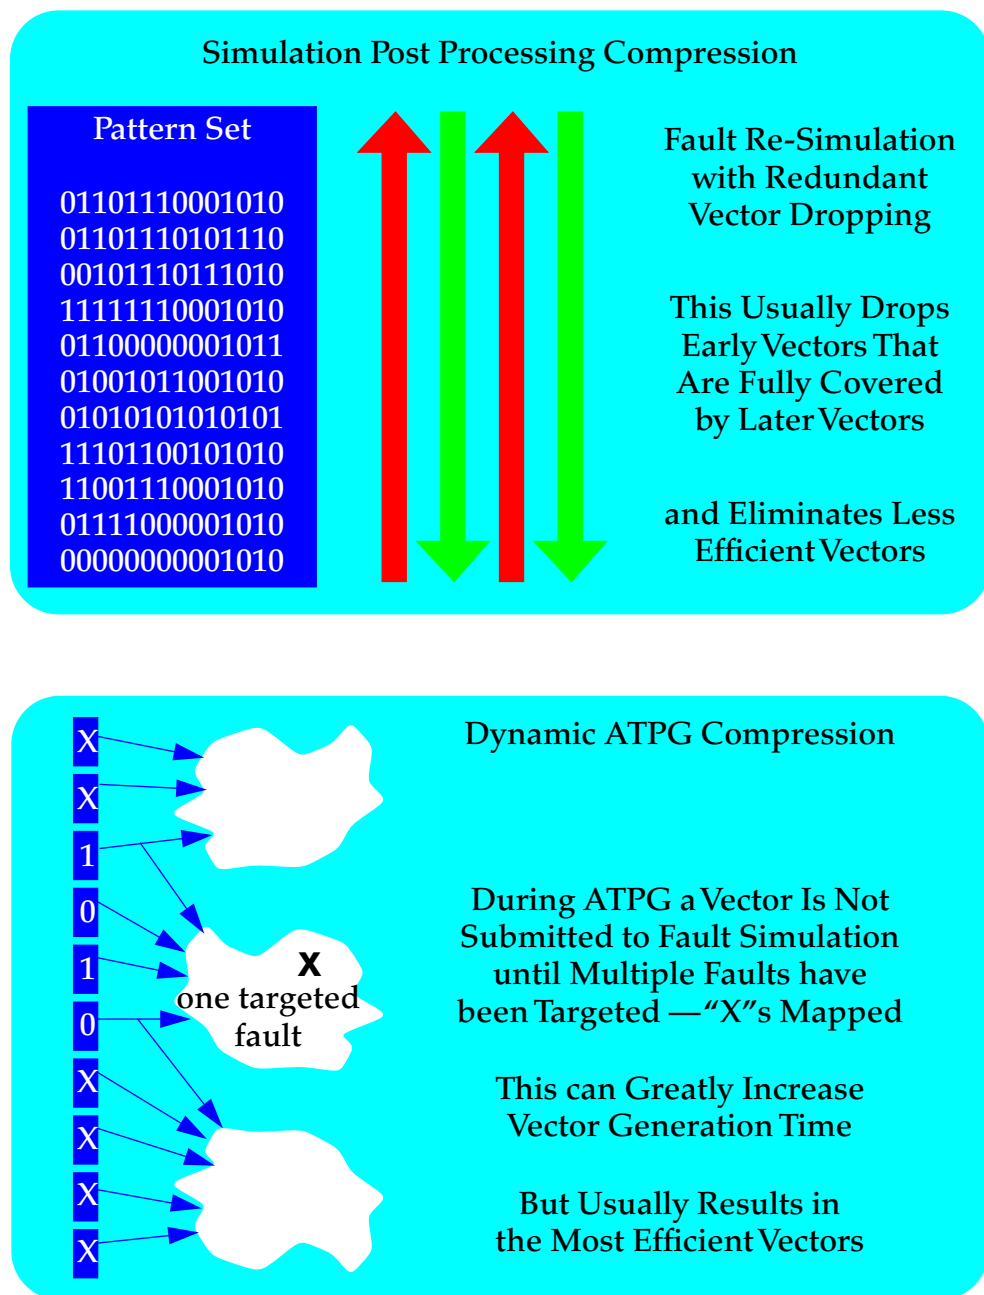 Simulation Post Processing Compression
Pattern Set
01101110001010
01101110101110
00101110111010
11111110001010
01100000001011
01001011001010
01010101010101
11101100101010
11001110001010
01111000001010
00000000001010
Fault Re-Simulation
with Redundant
Vector Dropping
This Usually Drops
Early Vectors That
Are Fully Covered
by Later Vectors
and Eliminates Less
Efficient Vectors
Dynamic ATPG Compression
X
X
1
0
1
0
X
X
X
X
X
one targeted
fault
During ATPG a Vector Is Not
Submitted to Fault Simulation
until Multiple Faults have
been Targeted — “X”s Mapped
This can Greatly Increase
Vector Generation Time
But Usually Results in
the Most Efficient Vectors